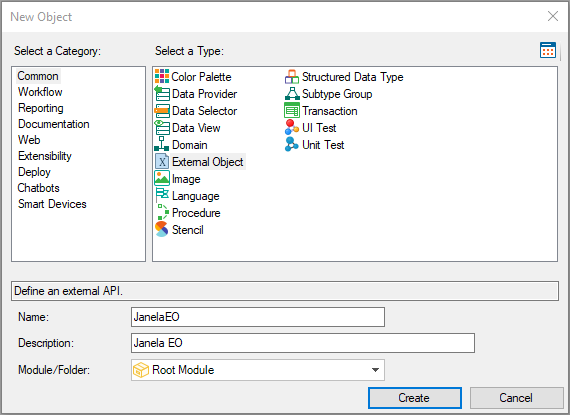 New Object
Select a Category:
Select a Type:
Common
Workflow
Reporting
Documentation
Web
Extensibility
Deploy
Chatbots
Smart Devices
Color Palette
Data Provider
Data Selector
Data View
Domain
External Object
Image
Language
Procedure
Stencil
Structured Data Type
Subtype Group
Transaction
UI Test
Unit Test
Define an external API.
Name: JanelaEO
Description: Janela EO
Module/Folder: Root Module
Create Cancel